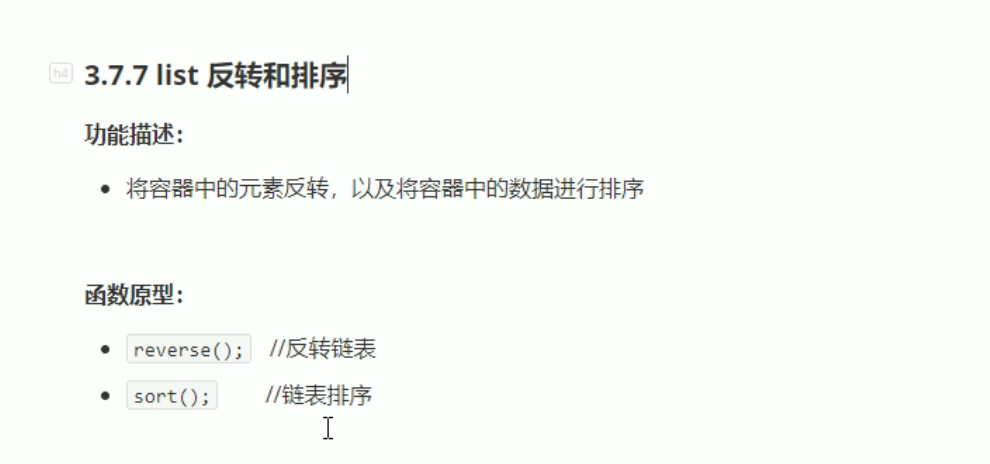 h4
3.7.7 list 反转和排序
功能描述：
将容器中的元素反转，以及将容器中的数据进行排序
函数原型：
reverse(); //反转链表
sort(); //链表排序